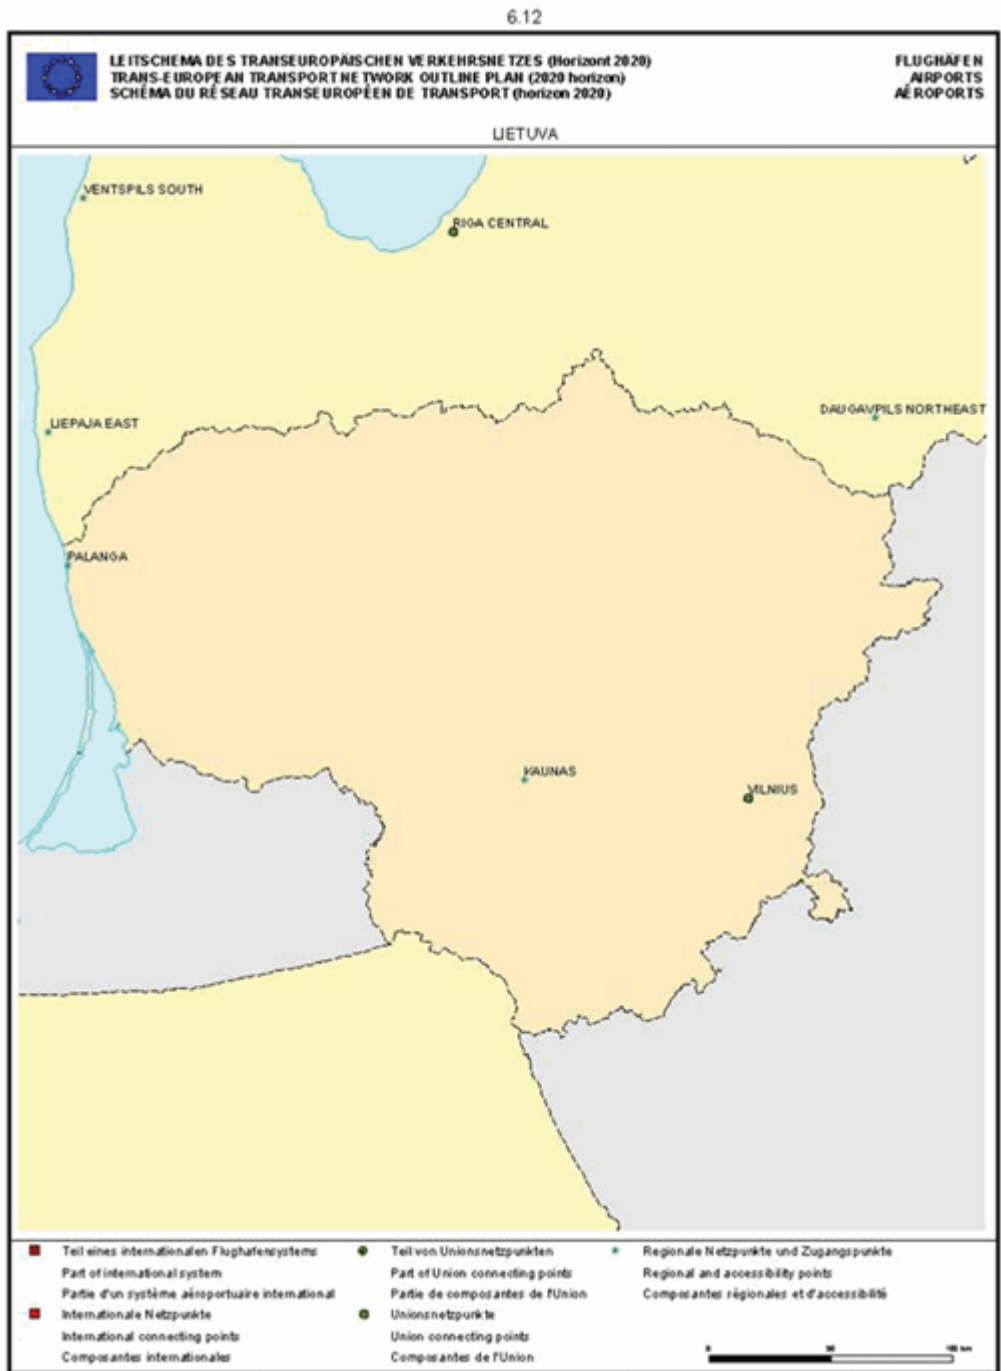 6.12
LEITSCHEMA DES TRANSEUROPÄISCHEN VERKEHRSNETZES (Horizont 2020)
TRANS-EUROPEAN TRANSPORT NETWORK OUTLINE PLAN (2020 horizon)
SCHÉMA DU RÉSEAU TRANSEUROPÉEN DE TRANSPORT (horizon 2020)
FLUGHÄFEN
AIRPORTS
AÉROPORTS
LIETUVA
VENTSPILS SOUTH
RIGA CENTRAL
DAUGAVPILS NORTHEAST
LIEPAJA EAST
PALANGA
KAUNAS
VILNIUS
Teil eines internationalen Flughafensystems
Part of international system
Partie d'un système aéroportuaire international
Internationale Netzpunkte
International connecting points
Composantes internationales
Teil von Unionsnetzpunkten
Part of Union connecting points
Partie de composantes de l'Union
Unionsnetzpunkte
Union connecting points
Composantes de l'Union
Regionale Netzpunkte und Zugangspunkte
Regional and accessibility points
Composantes régionales et d'accessibilité
0 50 100 km